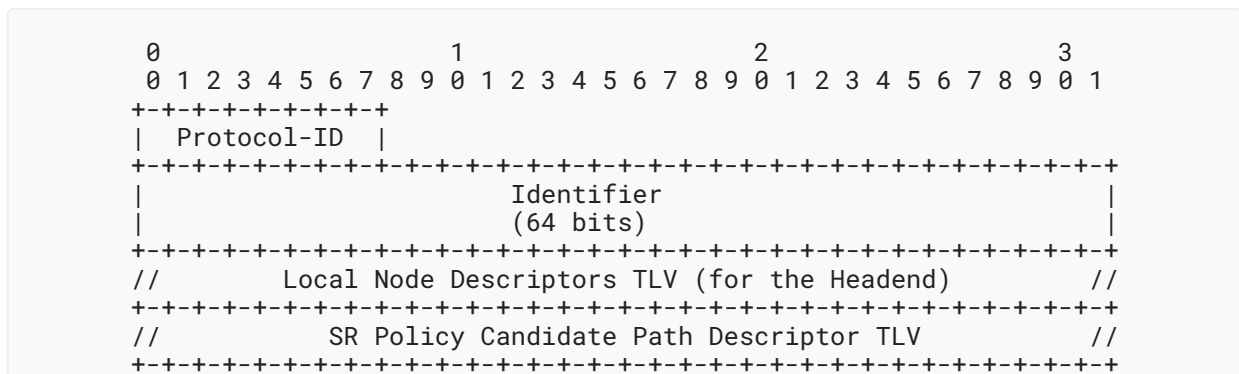 0                   1                   2                   3
 0 1 2 3 4 5 6 7 8 9 0 1 2 3 4 5 6 7 8 9 0 1 2 3 4 5 6 7 8 9 0 1
+-+-+-+-+-+-+-+-+
|  Protocol-ID  |
+-+-+-+-+-+-+-+-+-+-+-+-+-+-+-+-+-+-+-+-+-+-+-+-+-+-+-+-+-+-+-+-+
|                        Identifier                             |
|                        (64 bits)                              |
+-+-+-+-+-+-+-+-+-+-+-+-+-+-+-+-+-+-+-+-+-+-+-+-+-+-+-+-+-+-+-+-+
//        Local Node Descriptors TLV (for the Headend)         //
+-+-+-+-+-+-+-+-+-+-+-+-+-+-+-+-+-+-+-+-+-+-+-+-+-+-+-+-+-+-+-+-+
//           SR Policy Candidate Path Descriptor TLV           //
+-+-+-+-+-+-+-+-+-+-+-+-+-+-+-+-+-+-+-+-+-+-+-+-+-+-+-+-+-+-+-+-+